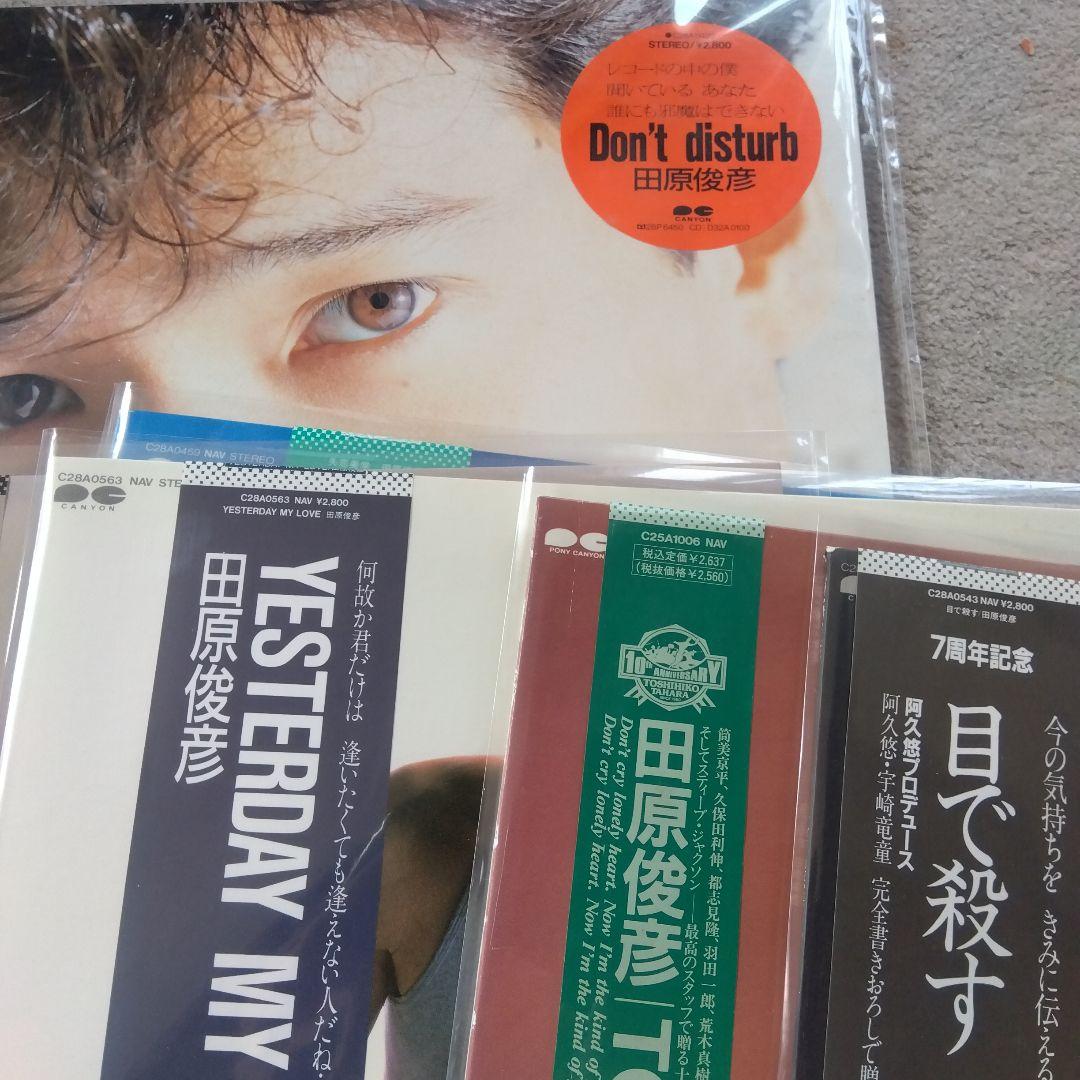 STEREO/¥2,800
レコードの中の僕
聞いている あなた
誰にも邪魔はできない
Don't disturb
田原俊彦
CANYON
28P6450 CD D32A0100
C28A0459 NAV STEREO
C28A0563 NAV STE
CANYON
C28A0563 NAV ¥2,800
YESTERDAY MY LOVE 田原俊彦
何故か君だけは 逢いたくても逢えない人だね・
YESTERDAY MY
田原俊彦
PONY CANYON
C25A1006 NAV
税込定価¥2,637
(税抜価格¥2,560)
10th ANNIVERSARY
TOSHIHIKO
TAHARA
筒美京平、久保田利伸、都志見隆、羽田一郎、荒木真樹
そしてスティーブ・ジャクソン——最高のスタッフで贈る十
田原俊彦
Don't cry lonely heart. Now I'm the kind of
Don't cry lonely heart. Now I'm the kind of
C28A0543 NAV ¥2,800
目で殺す 田原俊彦
7周年記念
今の気持ちを きみに伝える
目で殺す
阿久悠プロデュース
阿久悠・宇崎竜童 完全書きおろしで贈